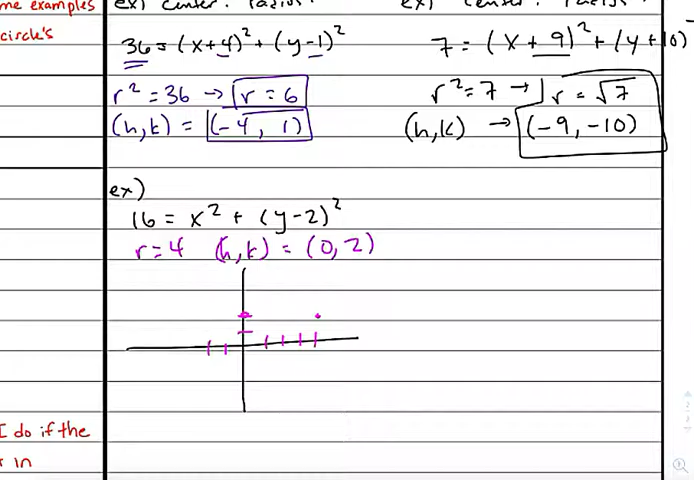 me examples
circle's
ex) center: radius:
36 = (x+4)² + (y-1)²
r² = 36 → r = 6
(h,k) = (-4, 1)
ex) center: radius:
7 = (x + 9)² + (y+10)²
r² = 7 → r = √7
(h,k) → (-9, -10)
ex)
16 = x² + (y-2)²
r=4 (h,k) = (0,2)
I do if the
r in